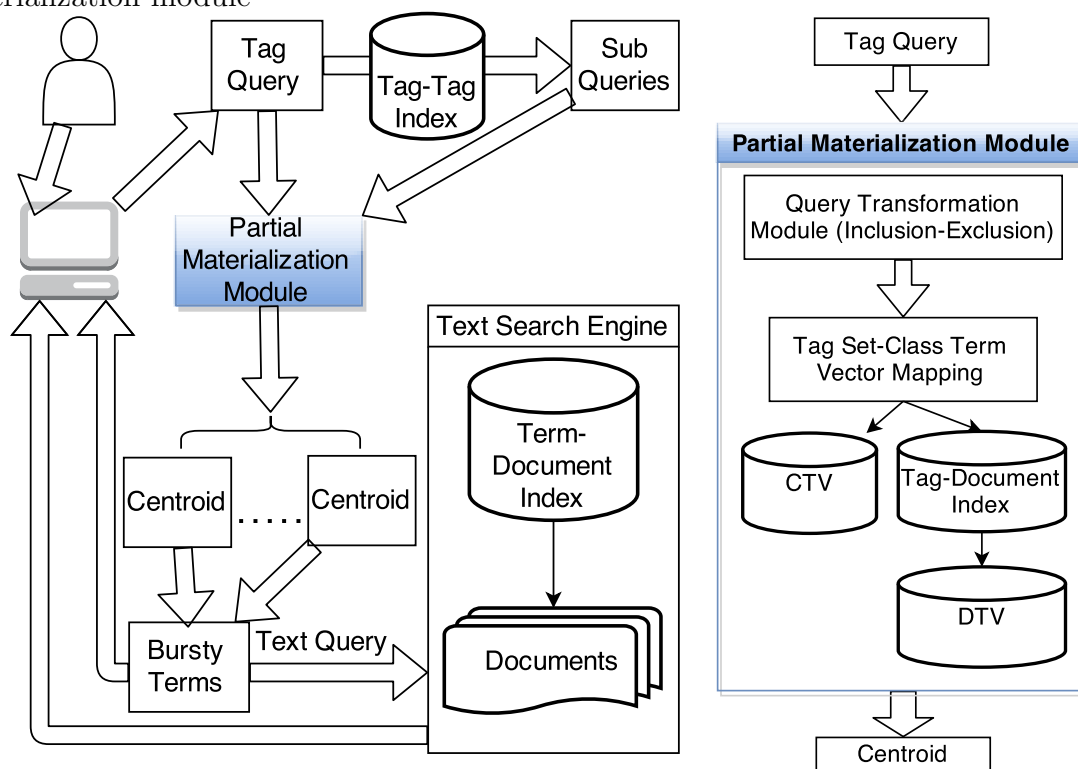 erialization module
Tag
Query
Tag-Tag
Index
Sub
Queries
Partial
Materialization
Module
Centroid
.....
Centroid
Bursty
Terms
Text Query
Text Search Engine
Term-
Document
Index
Documents
Tag Query
Partial Materialization Module
Query Transformation
Module (Inclusion-Exclusion)
Tag Set-Class Term
Vector Mapping
CTV
Tag-Document
Index
DTV
Centroid